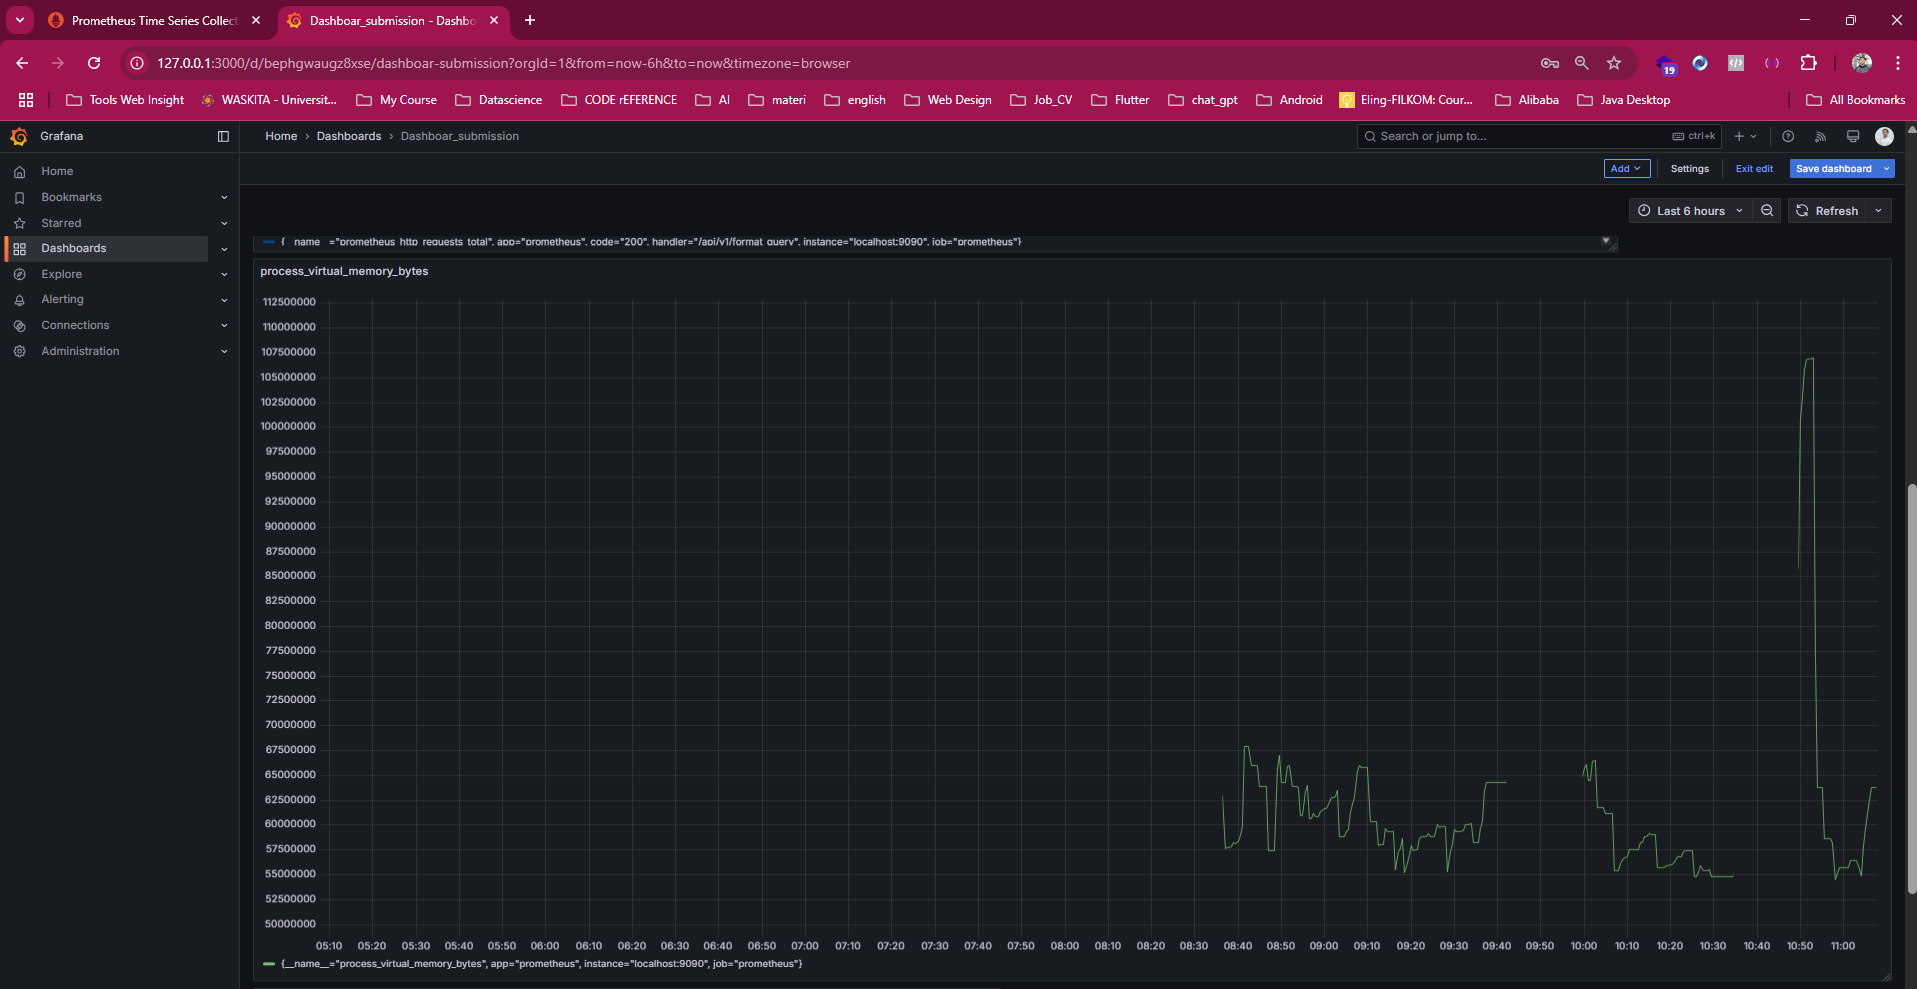 Prometheus Time Series Collect
Dashboar_submission - Dashbo
127.0.0.1:3000/d/bephgwaugz8xse/dashboar-submission?orgId=1&from=now-6h&to=now&timezone=browser
19
Tools Web Insight
WASKITA - Universit...
My Course
Datascience
CODE rEFERENCE
AI
materi
english
Web Design
Job_CV
Flutter
chat_gpt
Android
Eling-FILKOM: Cour...
Alibaba
Java Desktop
All Bookmarks
Grafana
Home › Dashboards › Dashboar_submission
Search or jump to...
ctrl+k
Add
Settings
Exit edit
Save dashboard
Home
Bookmarks
Starred
Dashboards
Explore
Alerting
Connections
Administration
Last 6 hours
Refresh
{__name__="prometheus_http_requests_total", app="prometheus", code="200", handler="/api/v1/format_query", instance="localhost:9090", job="prometheus"}
process_virtual_memory_bytes
112500000
110000000
107500000
105000000
102500000
100000000
97500000
95000000
92500000
90000000
87500000
85000000
82500000
80000000
77500000
75000000
72500000
70000000
67500000
65000000
62500000
60000000
57500000
55000000
52500000
50000000
05:10 05:20 05:30 05:40 05:50 06:00 06:10 06:20 06:30 06:40 06:50 07:00 07:10 07:20 07:30 07:40 07:50 08:00 08:10 08:20 08:30 08:40 08:50 09:00 09:10 09:20 09:30 09:40 09:50 10:00 10:10 10:20 10:30 10:40 10:50 11:00
{__name__="process_virtual_memory_bytes", app="prometheus", instance="localhost:9090", job="prometheus"}